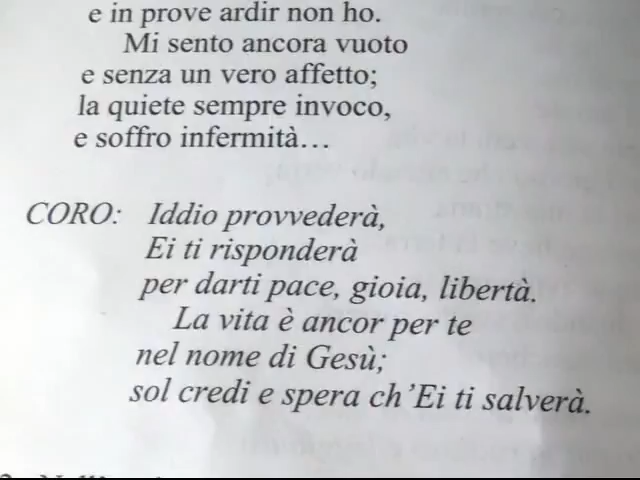 e in prove ardir non ho.
Mi sento ancora vuoto
e senza un vero affetto;
la quiete sempre invoco,
e soffro infermità…
CORO: Iddio provvederà,
Ei ti risponderà
per darti pace, gioia, libertà.
La vita è ancor per te
nel nome di Gesù;
sol credi e spera ch'Ei ti salverà.